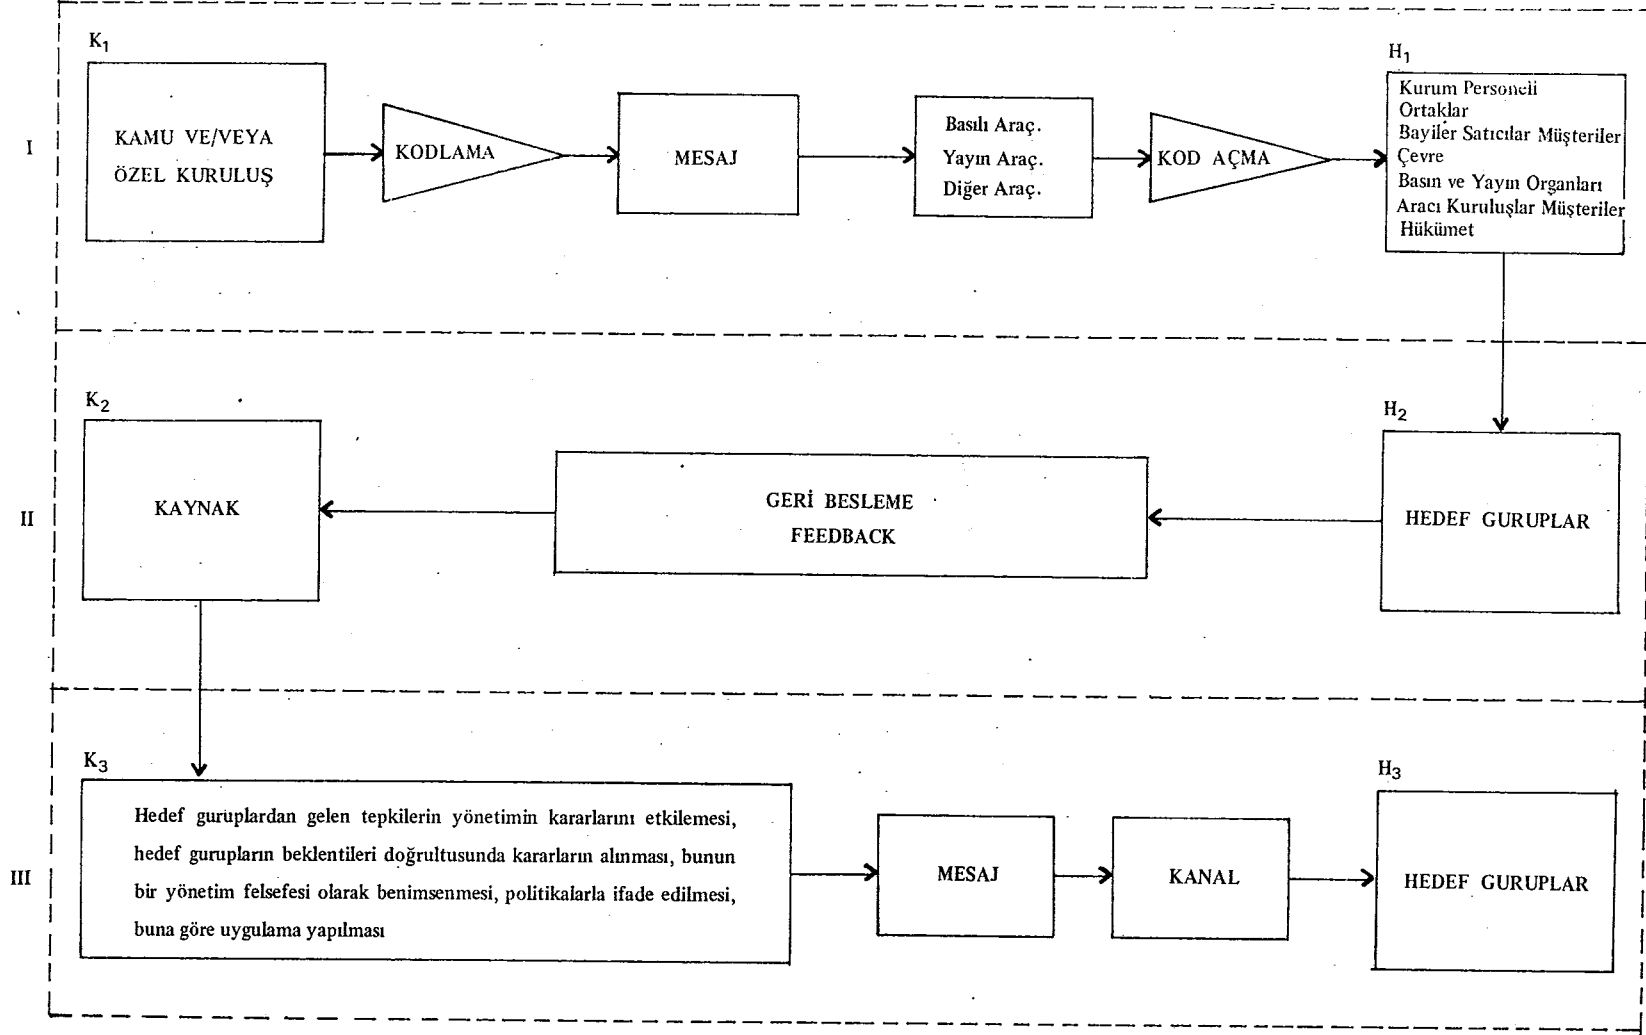 I
K1
KAMU VE/VEYA
ÖZEL KURULUŞ
KODLAMA
MESAJ
Basılı Araç.
Yayın Araç.
Diğer Araç.
KOD AÇMA
H1
Kurum Personeli
Ortaklar
Bayiler Satıcılar Müşteriler
Çevre
Basın ve Yayın Organları
Aracı Kuruluşlar Müşteriler
Hükümet
II
K2
KAYNAK
GERİ BESLEME
FEEDBACK
H2
HEDEF GURUPLAR
III
K3
Hedef guruplardan gelen tepkilerin yönetimin kararlarını etkilemesi,
hedef gurupların beklentileri doğrultusunda kararların alınması, bunun
bir yönetim felsefesi olarak benimsenmesi, politikalarla ifade edilmesi,
buna göre uygulama yapılması
MESAJ
KANAL
H3
HEDEF GURUPLAR